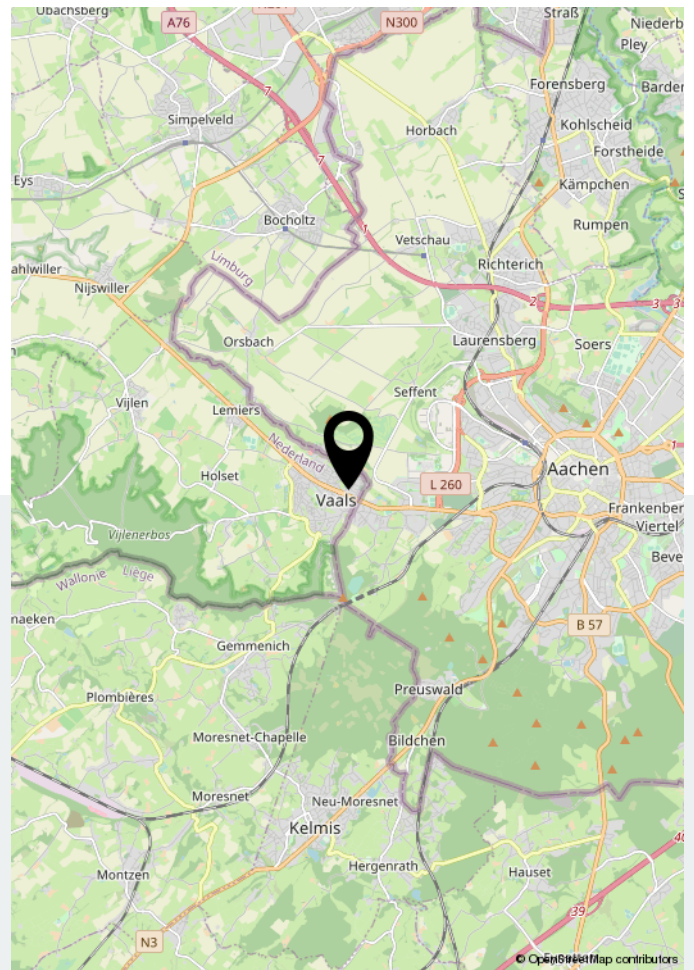 Ubachsberg
A76
N300
Straß
Niederb
Pley
Barden
Forensberg
Simpelveld
Horbach
Kohlscheid
Forstheide
7
7
Eys
Kämpchen
Bocholtz
Rumpen
Vetschau
1
Limburg
Richterich
ahlwiller
Nijswiller
2
3
3
Orsbach
Laurensberg
Soers
Vijlen
Seffent
Lemiers
Nederland
1
Aachen
Holset
L 260
Vaals
Frankenber
Viertel
Vijlenerbos
Beve
Wallonie
Liège
naeken
B 57
Gemmenich
Preuswald
Plombières
Moresnet-Chapelle
Bildchen
Moresnet
Neu-Moresnet
Kelmis
40
Hergenrath
Hauset
Montzen
39
N3
© OpenStreetMap contributors